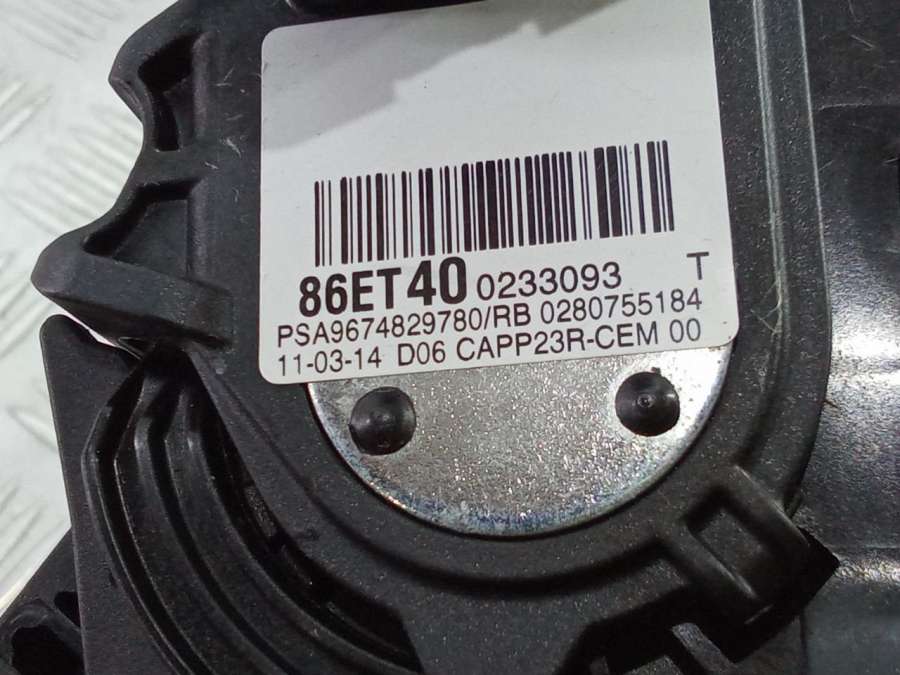 86ET40 0233093 T
PSA9674829780/RB 0280755184
11-03-14 D06 CAPP23R-CEM 00